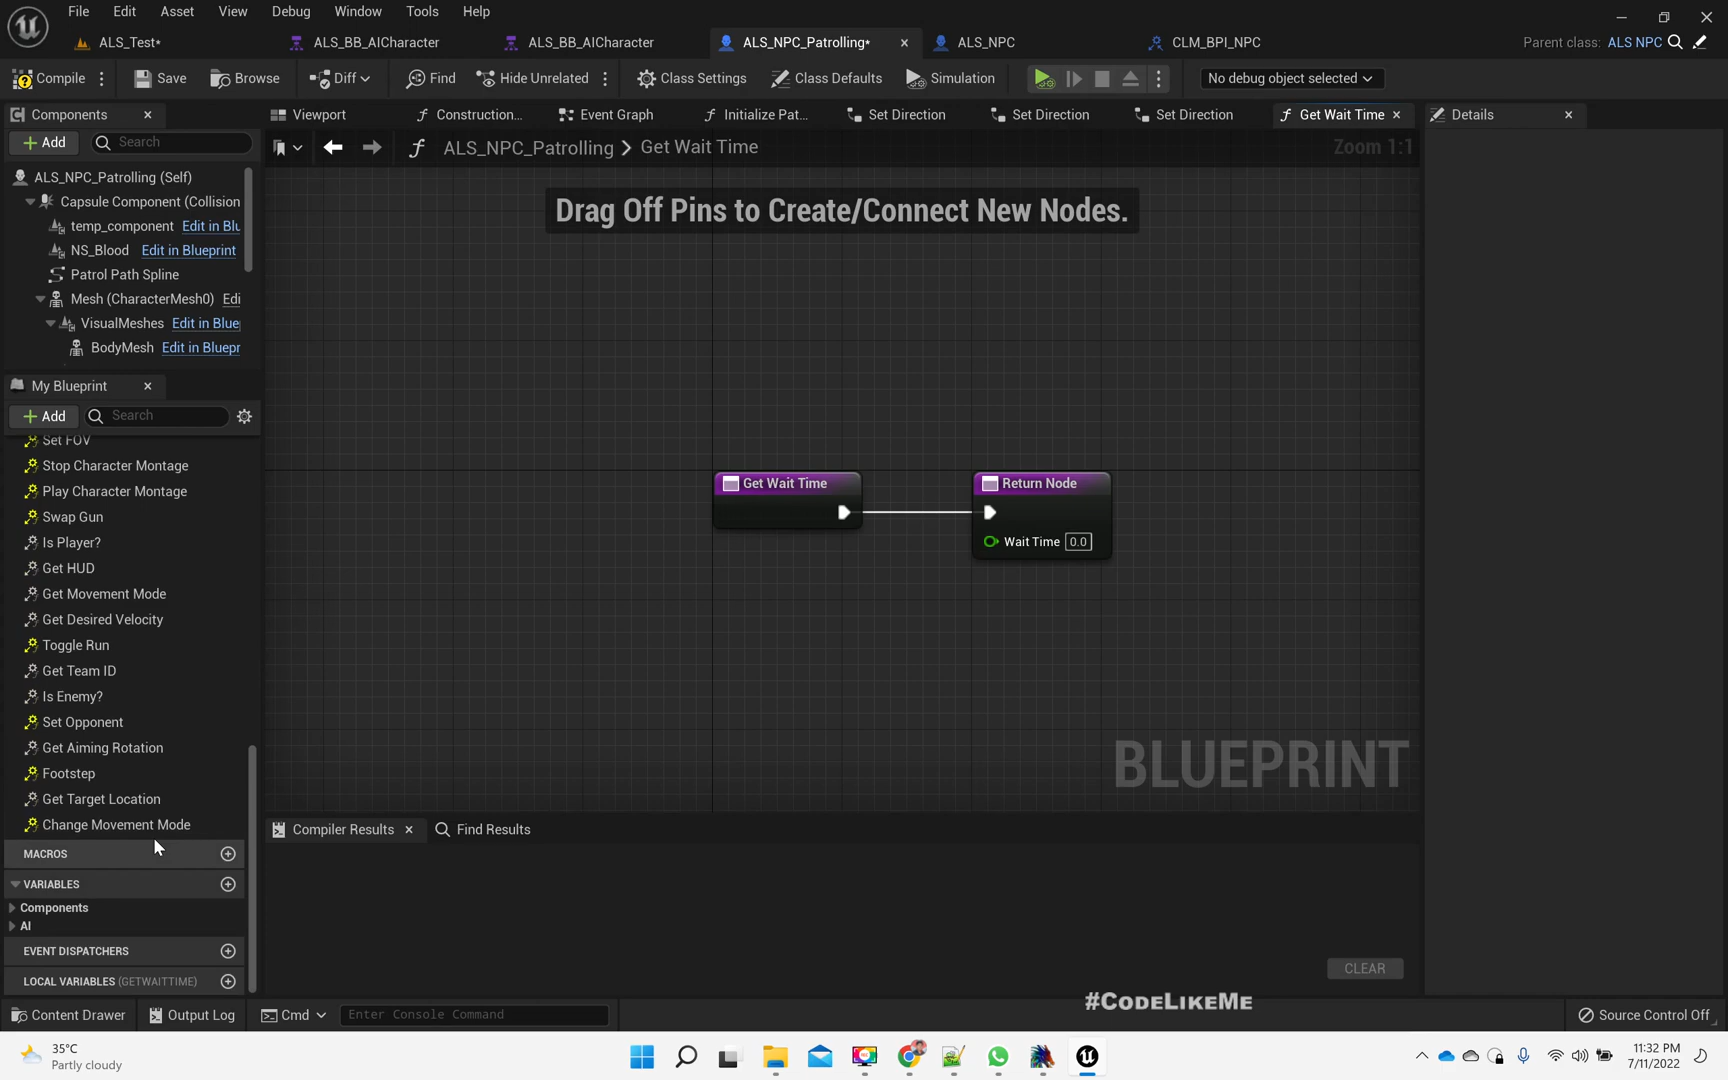 File Edit Asset View Debug Window Tools Help
ALS_Test* ALS_BB_AICharacter ALS_BB_AICharacter ALS_NPC_Patrolling* ALS_NPC CLM_BPI_NPC Parent class: ALS NPC
Compile Save Browse Diff Find Hide Unrelated Class Settings Class Defaults Simulation No debug object selected
Components Viewport Construction... Event Graph Initialize Pat... Set Direction Set Direction Set Direction Get Wait Time Details
Add Search ALS_NPC_Patrolling > Get Wait Time Zoom 1:1
ALS_NPC_Patrolling (Self)
Capsule Component (Collision
temp_component Edit in Blu
NS_Blood Edit in Blueprint
Patrol Path Spline
Mesh (CharacterMesh0) Edi
VisualMeshes Edit in Blue
BodyMesh Edit in Bluepr
Drag Off Pins to Create/Connect New Nodes.
My Blueprint
Add Search
Set FOV
Stop Character Montage
Play Character Montage
Swap Gun
Is Player?
Get HUD
Get Movement Mode
Get Desired Velocity
Toggle Run
Get Team ID
Is Enemy?
Set Opponent
Get Aiming Rotation
Footstep
Get Target Location
Change Movement Mode
MACROS
VARIABLES
Components
AI
EVENT DISPATCHERS
LOCAL VARIABLES (GETWAITTIME)
Get Wait Time Return Node
Wait Time 0.0
BLUEPRINT
Compiler Results Find Results
CLEAR
#CodeLikeMe
Content Drawer Output Log Cmd Enter Console Command Source Control Off
35°C
Partly cloudy
11:32 PM
7/11/2022